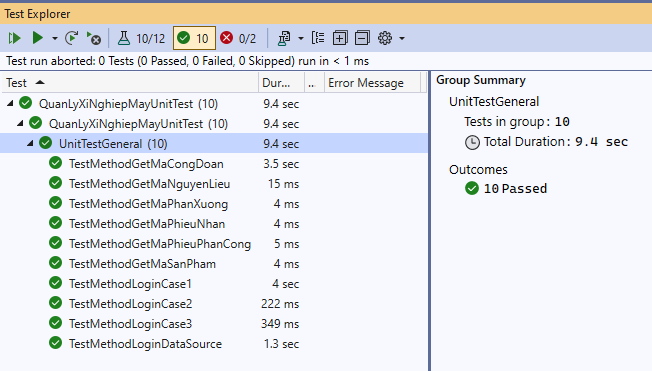 Test Explorer
10/12 10 0/2
Test run aborted: 0 Tests (0 Passed, 0 Failed, 0 Skipped) run in < 1 ms
Test Dur... ... Error Message
QuanLyXiNghiepMayUnitTest (10) 9.4 sec
QuanLyXiNghiepMayUnitTest (10) 9.4 sec
UnitTestGeneral (10) 9.4 sec
TestMethodGetMaCongDoan 3.5 sec
TestMethodGetMaNguyenLieu 15 ms
TestMethodGetMaPhanXuong 4 ms
TestMethodGetMaPhieuNhan 4 ms
TestMethodGetMaPhieuPhanCong 5 ms
TestMethodGetMaSanPham 4 ms
TestMethodLoginCase1 4 sec
TestMethodLoginCase2 222 ms
TestMethodLoginCase3 349 ms
TestMethodLoginDataSource 1.3 sec
Group Summary
UnitTestGeneral
Tests in group: 10
Total Duration: 9.4 sec
Outcomes
10 Passed